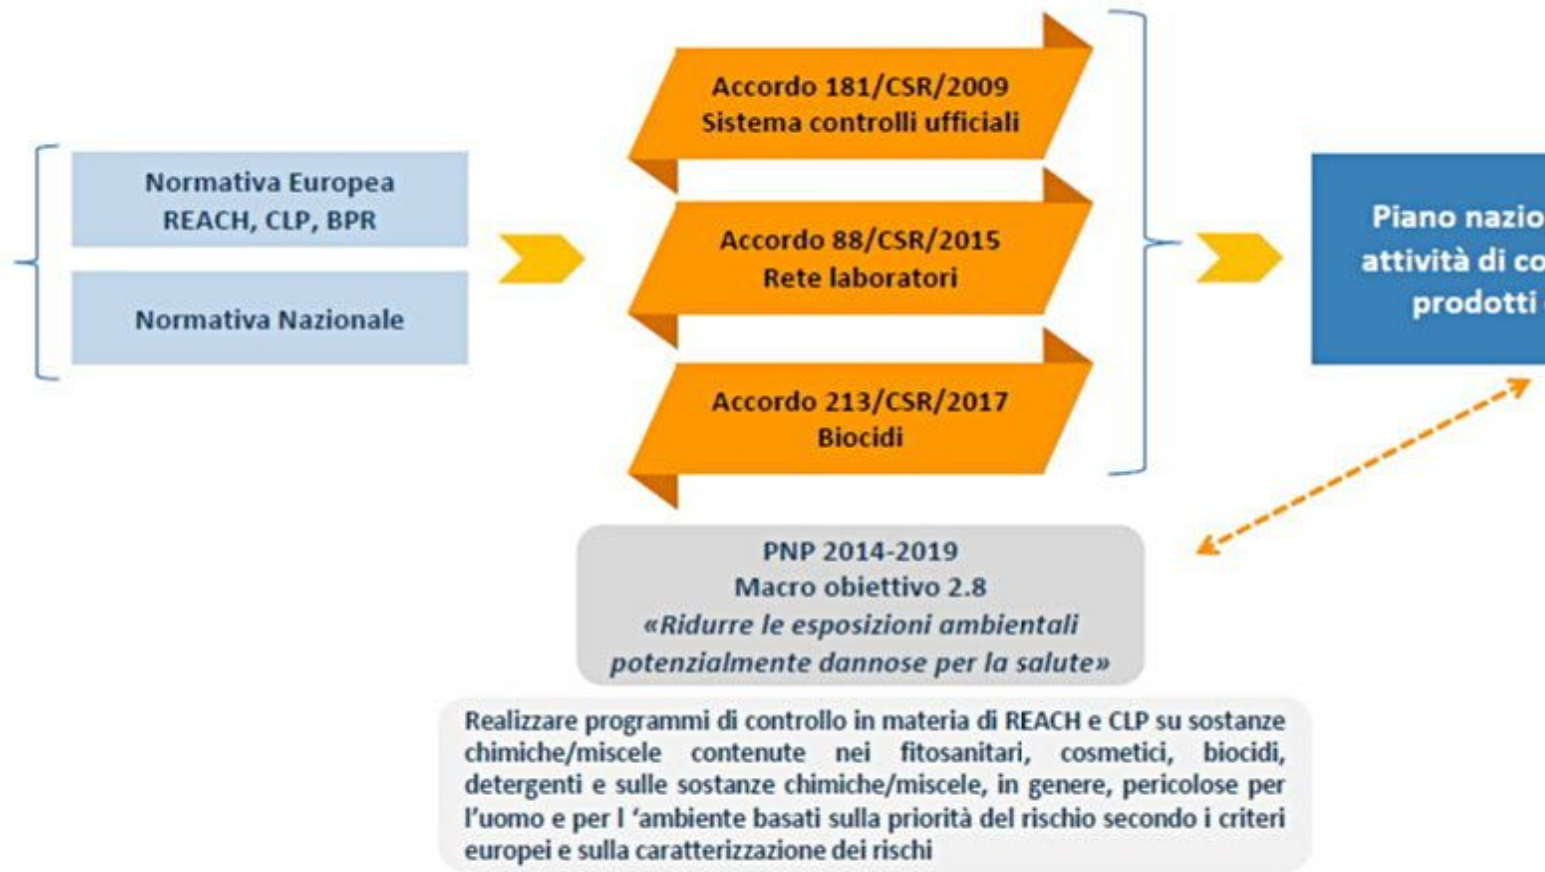 Normativa Europea
REACH, CLP, BPR
Normativa Nazionale
Accordo 181/CSR/2009
Sistema controlli ufficiali
Accordo 88/CSR/2015
Rete laboratori
Accordo 213/CSR/2017
Biocidi
Piano nazio
attività di co
prodotti
PNP 2014-2019
Macro obiettivo 2.8
«Ridurre le esposizioni ambientali
potenzialmente dannose per la salute»
Realizzare programmi di controllo in materia di REACH e CLP su sostanze
chimiche/miscele contenute nei fitosanitari, cosmetici, biocidi,
detergenti e sulle sostanze chimiche/miscele, in genere, pericolose per
l'uomo e per l ‘ambiente basati sulla priorità del rischio secondo i criteri
europei e sulla caratterizzazione dei rischi